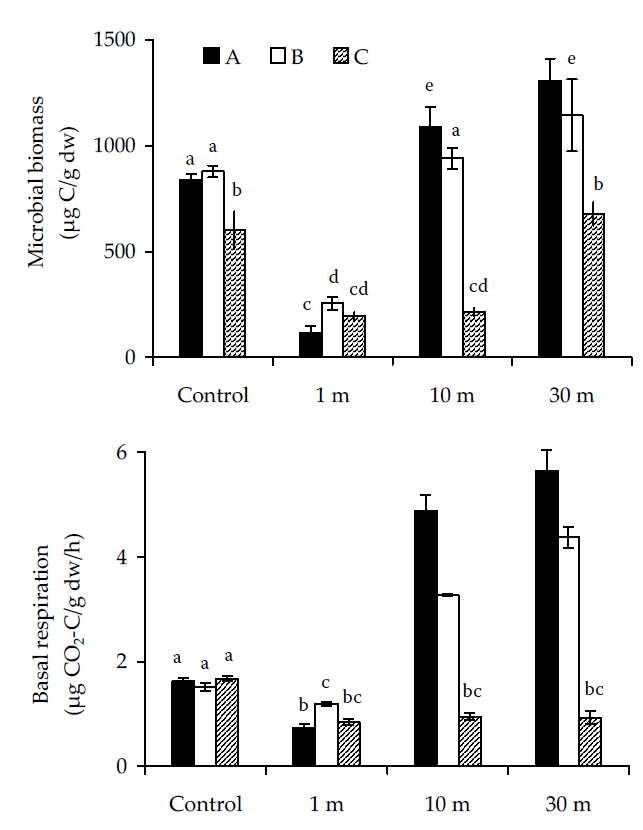 1500
A B C
e
e
a
Microbial biomass
(µg C/g dw)
1000
a
a
b
b
500
d
cd
cd
c
0
Control 1 m 10 m 30 m
6
Basal respiration
(µg CO₂-C/g dw/h)
4
2
a a a
c
b bc
bc
bc
0
Control 1 m 10 m 30 m